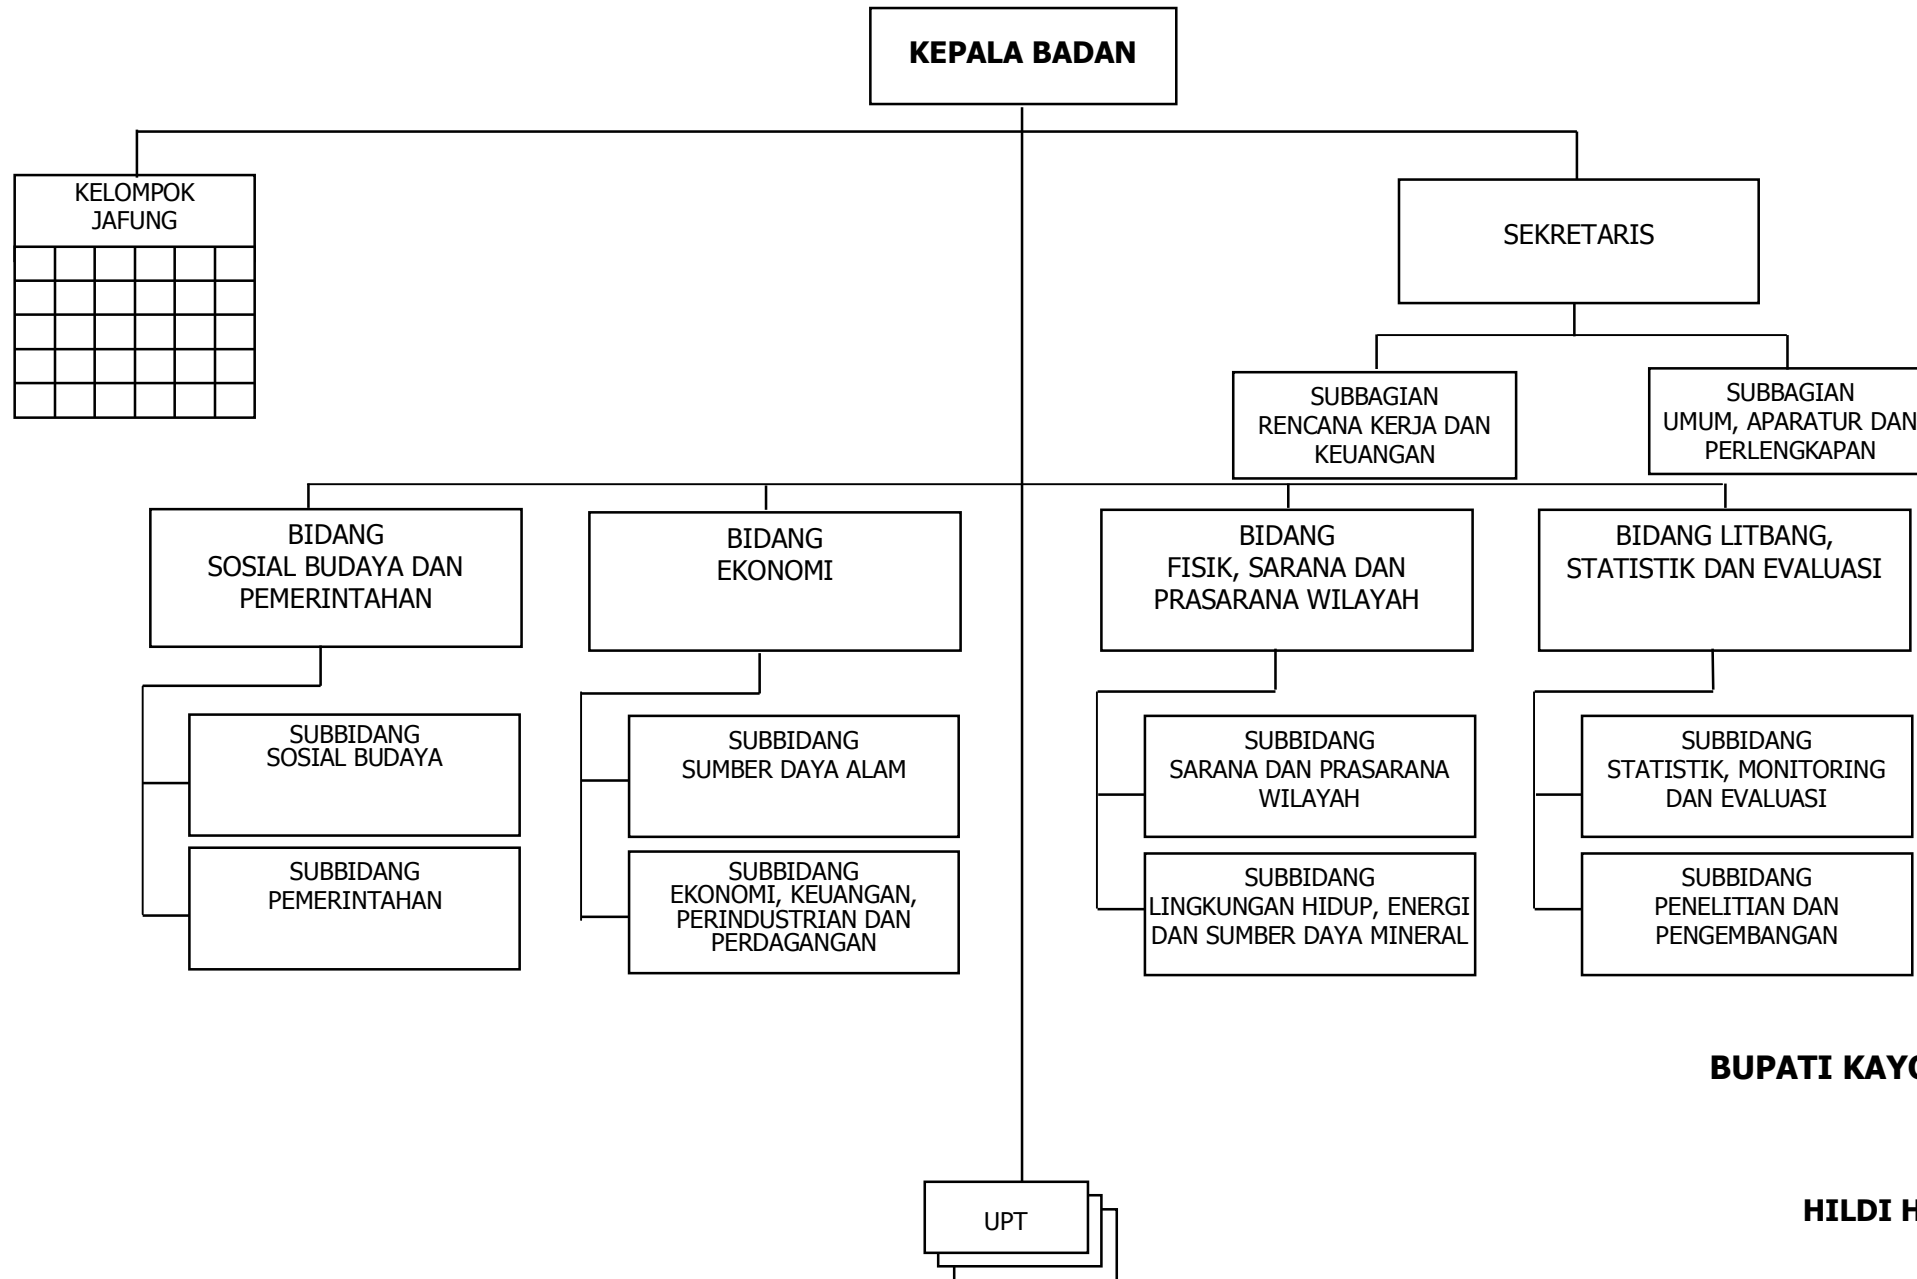 KEPALA BADAN
KELOMPOK
JAFUNG
SEKRETARIS
SUBBAGIAN
RENCANA KERJA DAN
KEUANGAN
SUBBAGIAN
UMUM, APARATUR DAN
PERLENGKAPAN
BIDANG
SOSIAL BUDAYA DAN
PEMERINTAHAN
BIDANG
EKONOMI
BIDANG
FISIK, SARANA DAN
PRASARANA WILAYAH
BIDANG LITBANG,
STATISTIK DAN EVALUASI
SUBBIDANG
SOSIAL BUDAYA
SUBBIDANG
SUMBER DAYA ALAM
SUBBIDANG
SARANA DAN PRASARANA
WILAYAH
SUBBIDANG
STATISTIK, MONITORING
DAN EVALUASI
SUBBIDANG
PEMERINTAHAN
SUBBIDANG
EKONOMI, KEUANGAN,
PERINDUSTRIAN DAN
PERDAGANGAN
SUBBIDANG
LINGKUNGAN HIDUP, ENERGI
DAN SUMBER DAYA MINERAL
SUBBIDANG
PENELITIAN DAN
PENGEMBANGAN
BUPATI
HILDI
UPT